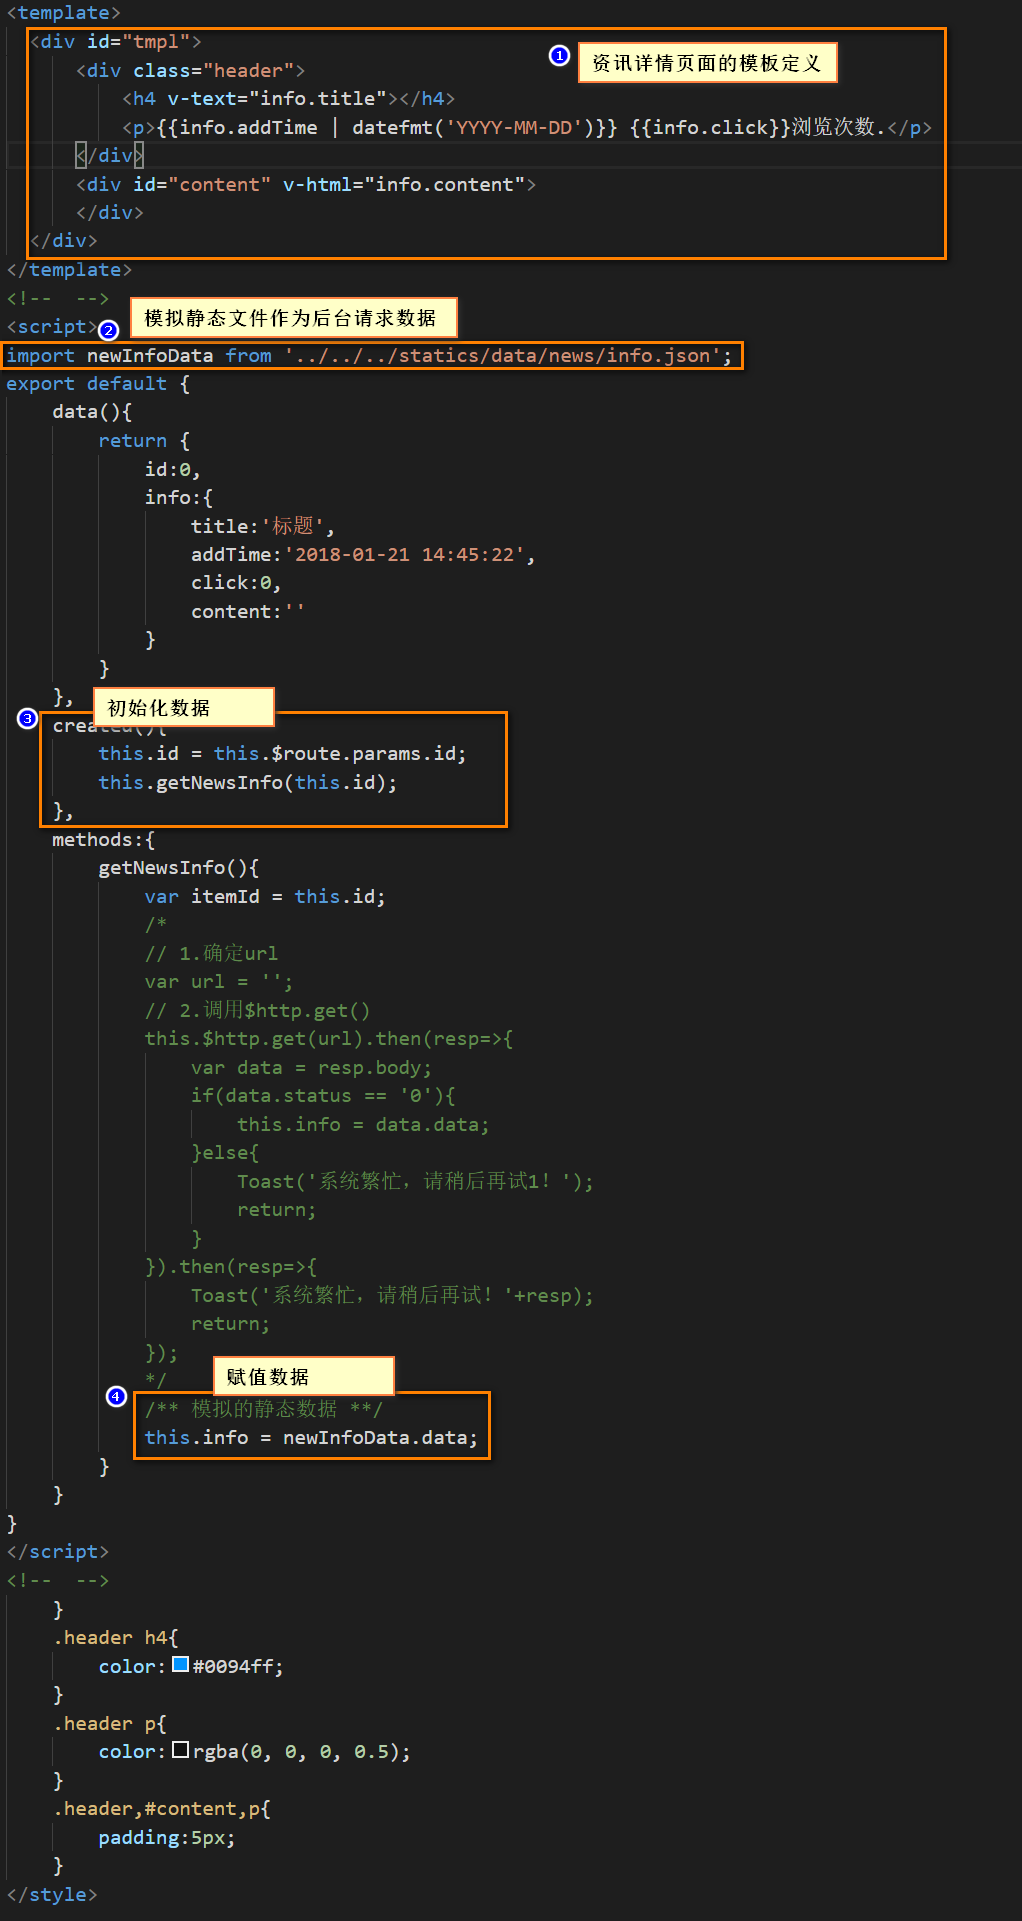 <template>
<div id="tmpl">
① 资讯详情页面的模板定义
<div class="header">
<h4 v-text="info.title"></h4>
<p>{{info.addTime | datefmt('YYYY-MM-DD')}} {{info.click}}浏览次数.</p>
</div>
<div id="content" v-html="info.content">
</div>
</div>
</template>
<!--  -->
模拟静态文件作为后台请求数据
<script>②
import newInfoData from '../../../statics/data/news/info.json';
export default {
data(){
return {
id:0,
info:{
title:'标题',
addTime:'2018-01-21 14:45:22',
click:0,
content:''
}
}
},
初始化数据
③ created(){
this.id = this.$route.params.id;
this.getNewsInfo(this.id);
},
methods:{
getNewsInfo(){
var itemId = this.id;
/*
// 1.确定url
var url = '';
// 2.调用$http.get()
this.$http.get(url).then(resp=>{
var data = resp.body;
if(data.status == '0'){
this.info = data.data;
}else{
Toast('系统繁忙，请稍后再试1！');
return;
}
}).then(resp=>{
Toast('系统繁忙，请稍后再试！'+resp);
return;
});
*/
赋值数据
④ /** 模拟的静态数据 **/
this.info = newInfoData.data;
}
}
}
</script>
<!--  -->
}
.header h4{
color:#0094ff;
}
.header p{
color:rgba(0, 0, 0, 0.5);
}
.header,#content,p{
padding:5px;
}
</style>